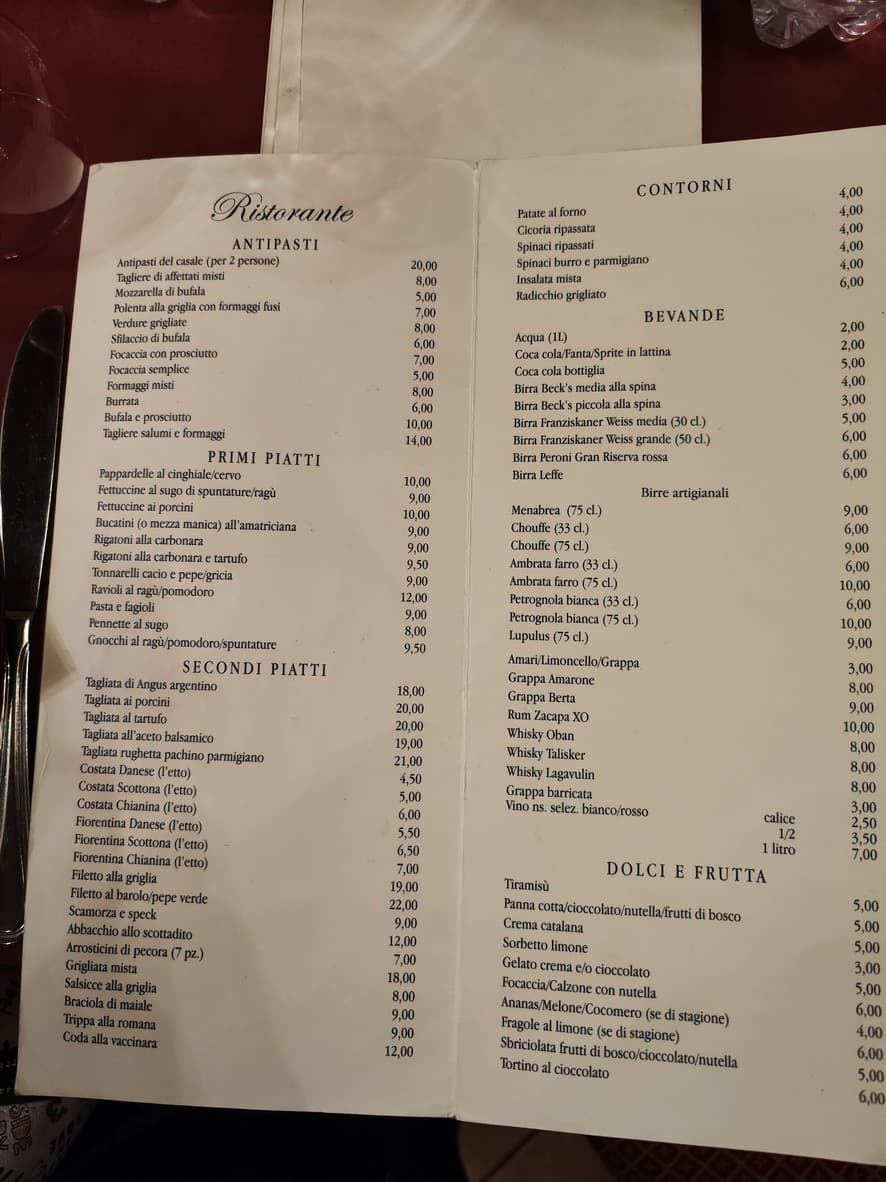 Ristorante
ANTIPASTI
Antipasti del casale (per 2 persone) 20,00
Tagliere di affettati misti 8,00
Mozzarella di bufala 5,00
Polenta alla griglia con formaggi fusi 7,00
Verdure grigliate 8,00
Sfilaccio di bufala 6,00
Focaccia con prosciutto 7,00
Focaccia semplice 5,00
Formaggi misti 8,00
Burrata 6,00
Bufala e prosciutto 10,00
Tagliere salumi e formaggi 14,00
PRIMI PIATTI
Pappardelle al cinghiale/cervo 10,00
Fettuccine al sugo di spuntature/ragù 9,00
Fettuccine ai porcini 10,00
Bucatini (o mezza manica) all'amatriciana 9,00
Rigatoni alla carbonara 9,00
Rigatoni alla carbonara e tartufo 9,50
Tonnarelli cacio e pepe/gricia 9,00
Ravioli al ragù/pomodoro 12,00
Pasta e fagioli 9,00
Pennette al sugo 8,00
Gnocchi al ragù/pomodoro/spuntature 9,50
SECONDI PIATTI
Tagliata di Angus argentino 18,00
Tagliata ai porcini 20,00
Tagliata al tartufo 20,00
Tagliata all'aceto balsamico 19,00
Tagliata rughetta pachino parmigiano 21,00
Costata Danese (l'etto) 4,50
Costata Scottona (l'etto) 5,00
Costata Chianina (l'etto) 6,00
Fiorentina Danese (l'etto) 5,50
Fiorentina Scottona (l'etto) 6,50
Fiorentina Chianina (l'etto) 7,00
Filetto alla griglia 19,00
Filetto al barolo/pepe verde 22,00
Scamorza e speck 9,00
Abbacchio allo scottadito 12,00
Arrosticini di pecora (7 pz.) 7,00
Grigliata mista 18,00
Salsicce alla griglia 8,00
Braciola di maiale 9,00
Trippa alla romana 9,00
Coda alla vaccinara 12,00
CONTORNI
Patate al forno 4,00
Cicoria ripassata 4,00
Spinaci ripassati 4,00
Spinaci burro e parmigiano 4,00
Insalata mista 4,00
Radicchio grigliato 6,00
BEVANDE
Acqua (1L) 2,00
Coca cola/Fanta/Sprite in lattina 2,00
Coca cola bottiglia 5,00
Birra Beck's media alla spina 4,00
Birra Beck's piccola alla spina 3,00
Birra Franziskaner Weiss media (30 cl.) 5,00
Birra Franziskaner Weiss grande (50 cl.) 6,00
Birra Peroni Gran Riserva rossa 6,00
Birra Leffe 6,00
Birre artigianali
Menabrea (75 cl.) 9,00
Chouffe (33 cl.) 6,00
Chouffe (75 cl.) 9,00
Ambrata farro (33 cl.) 6,00
Ambrata farro (75 cl.) 10,00
Petrognola bianca (33 cl.) 6,00
Petrognola bianca (75 cl.) 10,00
Lupulus (75 cl.) 9,00
Amari/Limoncello/Grappa 3,00
Grappa Amarone 8,00
Grappa Berta 9,00
Rum Zacapa XO 10,00
Whisky Oban 8,00
Whisky Talisker 8,00
Whisky Lagavulin 8,00
Grappa barricata 3,00
Vino ns. selez. bianco/rosso calice 2,50
1/2 3,50
1 litro 7,00
DOLCI E FRUTTA
Tiramisù 5,00
Panna cotta/cioccolato/nutella/frutti di bosco 5,00
Crema catalana 5,00
Sorbetto limone 3,00
Gelato crema e/o cioccolato 5,00
Focaccia/Calzone con nutella 6,00
Ananas/Melone/Cocomero (se di stagione) 4,00
Fragole al limone (se di stagione) 6,00
Sbriciolata frutti di bosco/cioccolato/nutella 5,00
Tortino al cioccolato 6,00